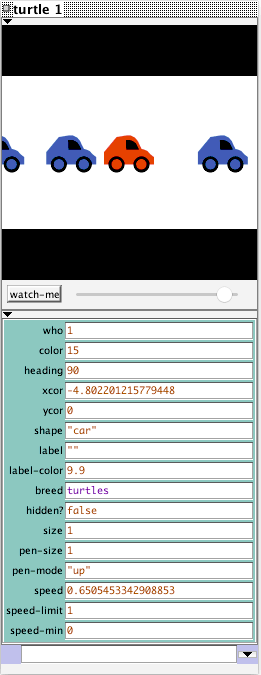 turtle 1
watch-me
who 1
color 15
heading 90
xcor -4.802201215779448
ycor 0
shape "car"
label ""
label-color 9.9
breed turtles
hidden? false
size 1
pen-size 1
pen-mode "up"
speed 0.6505453342908853
speed-limit 1
speed-min 0